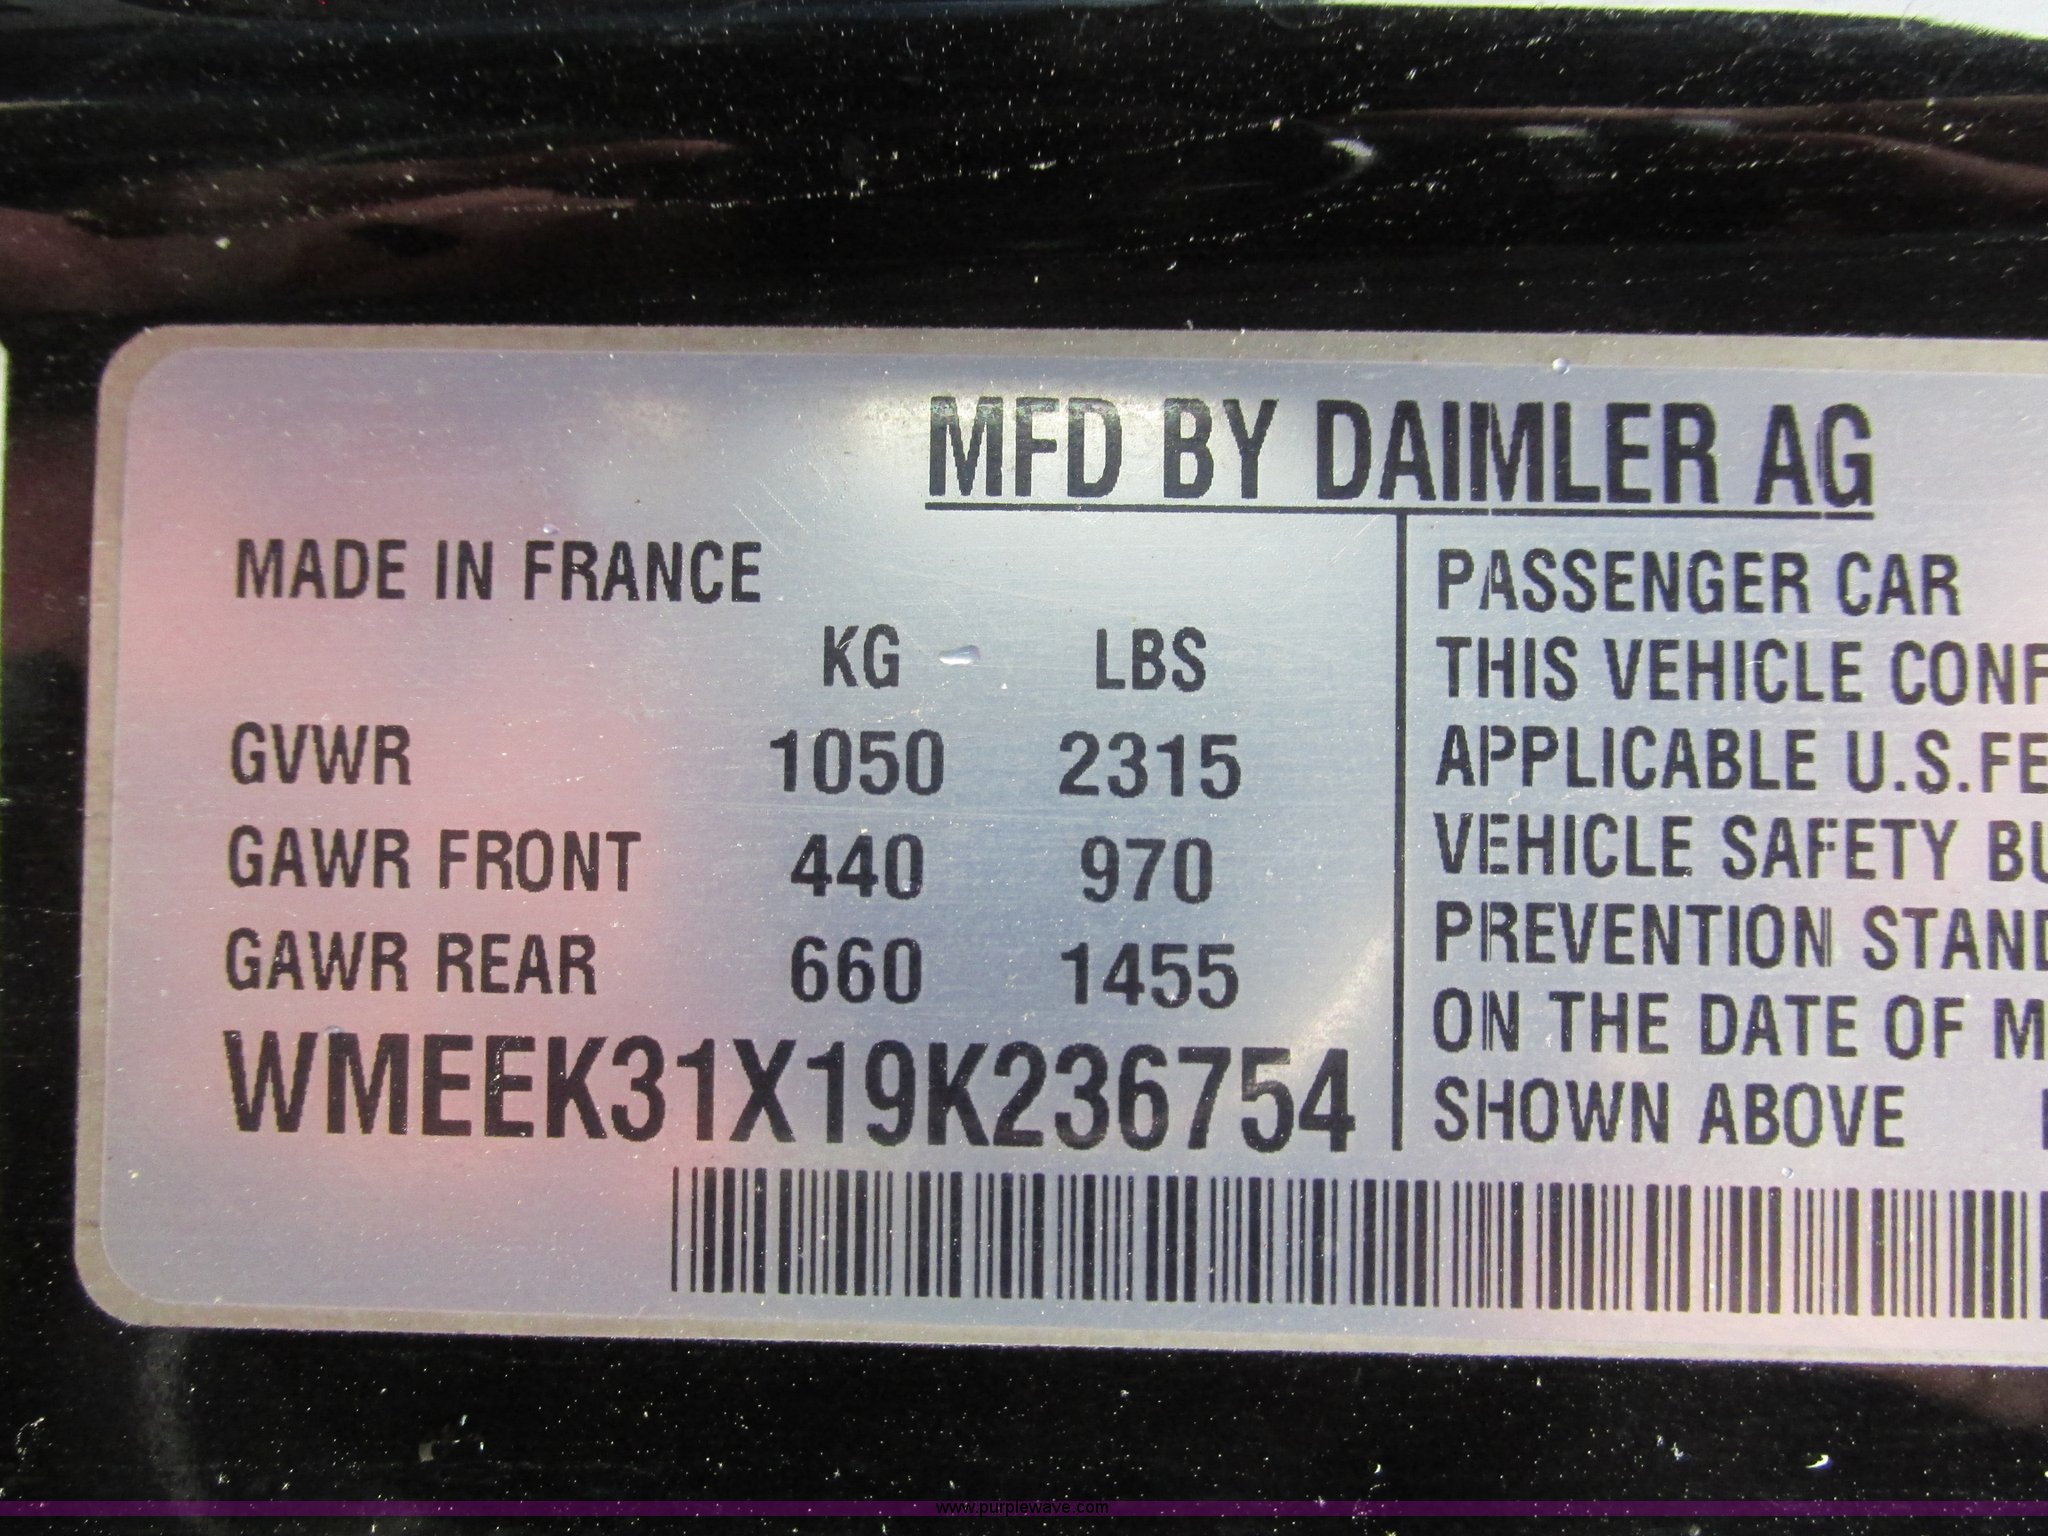 MFD BY DAIMLER AG
MADE IN FRANCE
KG LBS
GVWR 1050 2315
GAWR FRONT 440 970
GAWR REAR 660 1455
WMEEK31X19K236754
PASSENGER CAR
THIS VEHICLE CONF
APPLICABLE U.S.FE
VEHICLE SAFETY BU
PREVENTION STAND
ON THE DATE OF M
SHOWN ABOVE
www.purplewave.com